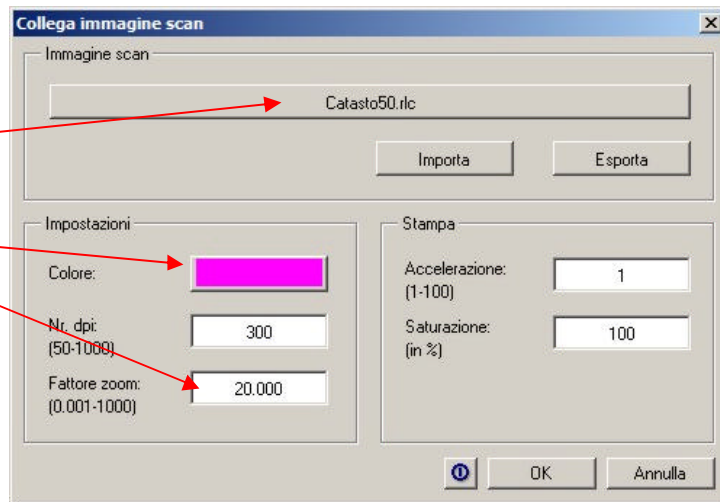 Collega immagine scan
Immagine scan
Catasto50.rlc
Importa
Esporta
Impostazioni
Colore:
Nr. dpi:
(50-1000)
300
Fattore zoom:
(0.001-1000)
20.000
Stampa
Accelerazione:
(1-100)
1
Saturazione:
(in %)
100
OK
Annulla